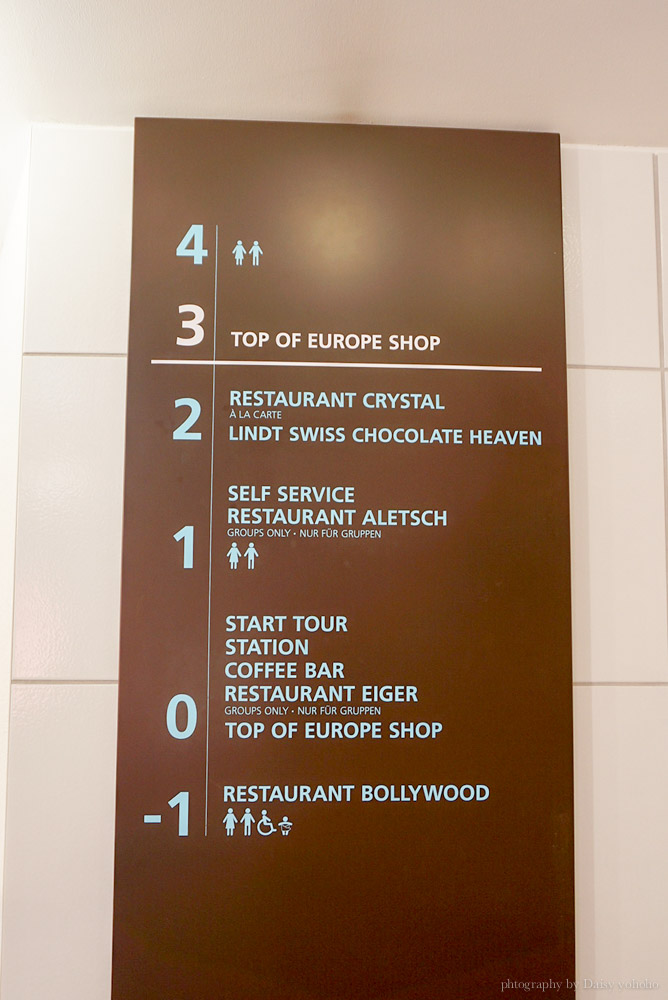 4
3 TOP OF EUROPE SHOP
2 RESTAURANT CRYSTAL
À LA CARTE
LINDT SWISS CHOCOLATE HEAVEN
SELF SERVICE
RESTAURANT ALETSCH
GROUPS ONLY • NUR FÜR GRUPPEN
1
START TOUR
STATION
COFFEE BAR
RESTAURANT EIGER
GROUPS ONLY • NUR FÜR GRUPPEN
0 TOP OF EUROPE SHOP
-1 RESTAURANT BOLLYWOOD
photography by Daisy yohoho